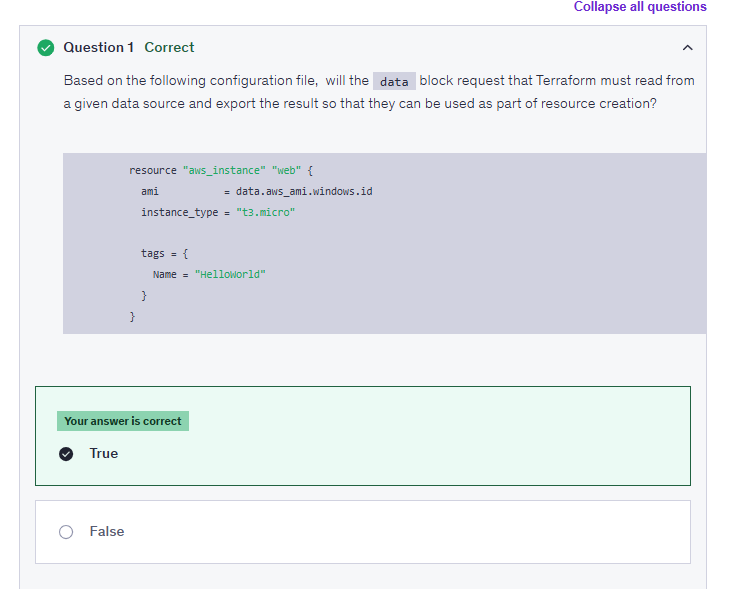 Collapse all questions
Question 1 Correct
Based on the following configuration file, will the data block request that Terraform must read from
a given data source and export the result so that they can be used as part of resource creation?
resource "aws_instance" "web" {
ami = data.aws_ami.windows.id
instance_type = "t3.micro"
tags = {
Name = "HelloWorld"
}
}
Your answer is correct
True
False